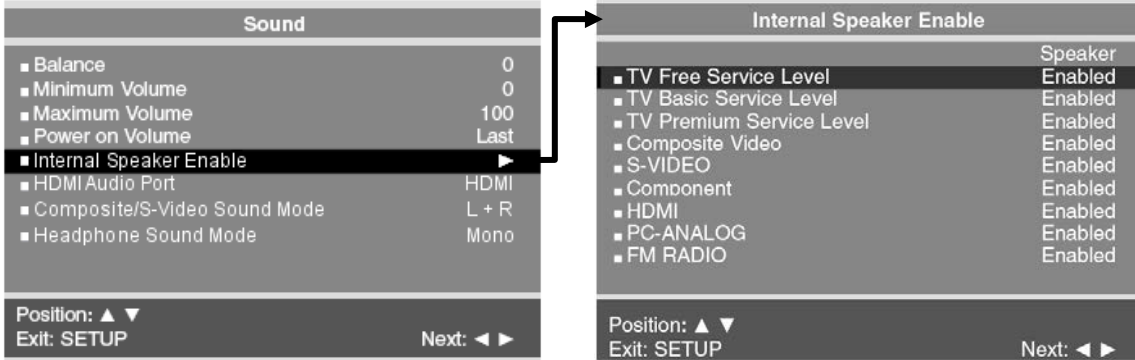 Sound
■ Balance 0
■ Minimum Volume 0
■ Maximum Volume 100
■ Power on Volume Last
■ Internal Speaker Enable ►
■ HDMI Audio Port HDMI
■ Composite/S-Video Sound Mode L + R
■ Headphone Sound Mode Mono
Position: ▲ ▼
Exit: SETUP Next: ◄ ►
Internal Speaker Enable
Speaker
■ TV Free Service Level Enabled
■ TV Basic Service Level Enabled
■ TV Premium Service Level Enabled
■ Composite Video Enabled
■ S-VIDEO Enabled
■ Component Enabled
■ HDMI Enabled
■ PC-ANALOG Enabled
■ FM RADIO Enabled
Position: ▲ ▼
Exit: SETUP Next: ◄ ►